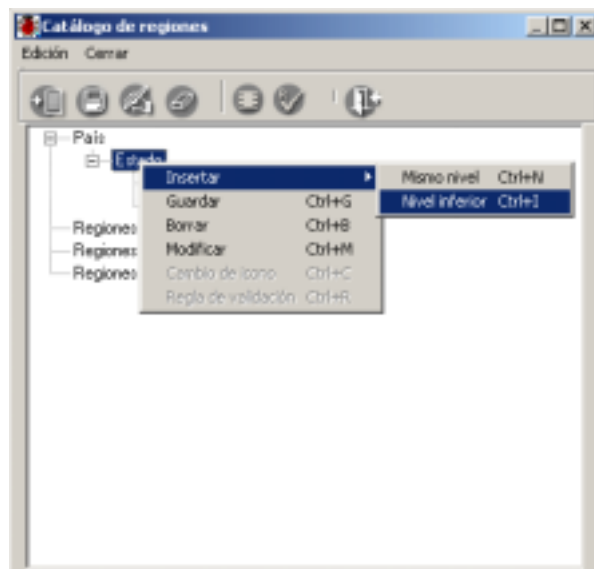 Catálogo de regiones
Edición Cerrar
País
Estado
Insertar
Mismo nivel Ctrl+N
Guardar Ctrl+G
Nivel inferior Ctrl+I
Regiones
Borrar Ctrl+B
Regiones
Modificar Ctrl+M
Regiones
Cambio de icono Ctrl+C
Regla de validación Ctrl+R